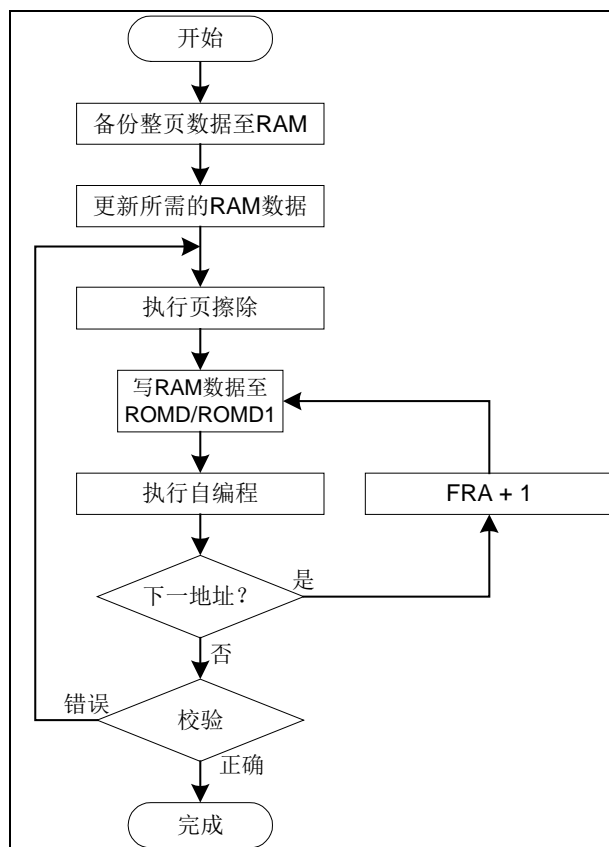 开始
备份整页数据至RAM
更新所需的RAM数据
执行页擦除
写RAM数据至
ROMD/ROMD1
执行自编程
FRA + 1
下一地址?
是
否
错误
校验
正确
完成